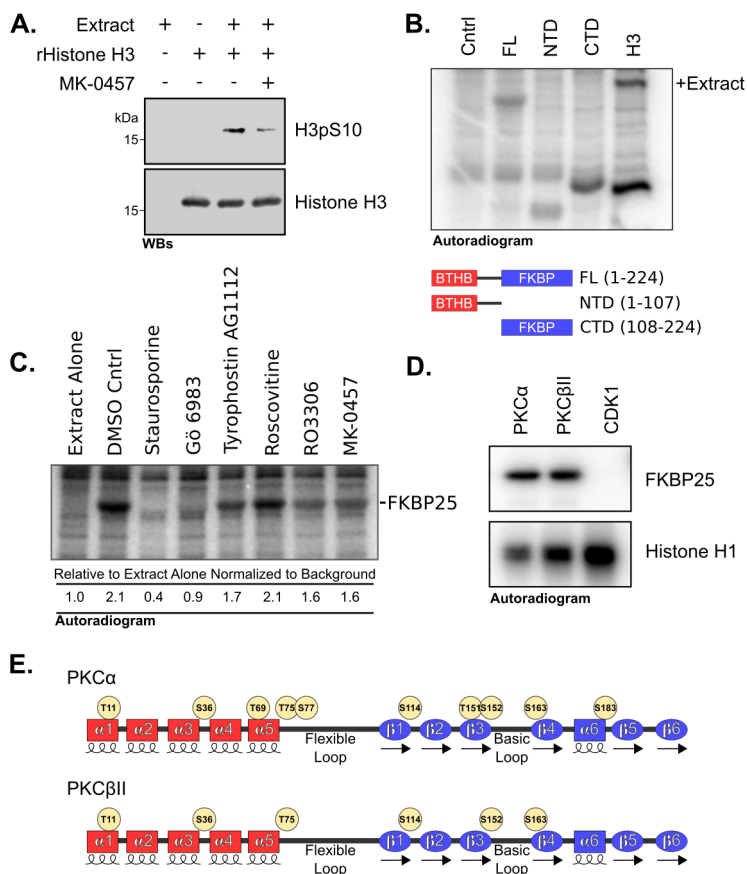 A.
Extract + - + +
rHistone H3 - + + +
MK-0457 - - - +
kDa
15
H3pS10
15
Histone H3
WBs
B.
Cntrl FL NTD CTD H3
+Extract
Autoradiogram
BTHB FKBP FL (1-224)
BTHB NTD (1-107)
FKBP CTD (108-224)
C.
Extract Alone
DMSO Cntrl
Staurosporine
Gö 6983
Tyrophostin AG1112
Roscovitine
RO3306
MK-0457
-FKBP25
Relative to Extract Alone Normalized to Background
1.0 2.1 0.4 0.9 1.7 2.1 1.6 1.6
Autoradiogram
D.
PKCα PKCβII CDK1
FKBP25
Histone H1
Autoradiogram
E.
PKCα
T11 S36 T69 T75 S77 S114 T151 S152 S163 S183
α1 α2 α3 α4 α5 β1 β2 β3 β4 α6 β5 β6
Flexible Basic
Loop Loop
PKCβII
T11 S36 T75 S114 S152 S163
α1 α2 α3 α4 α5 β1 β2 β3 β4 α6 β5 β6
Flexible Basic
Loop Loop